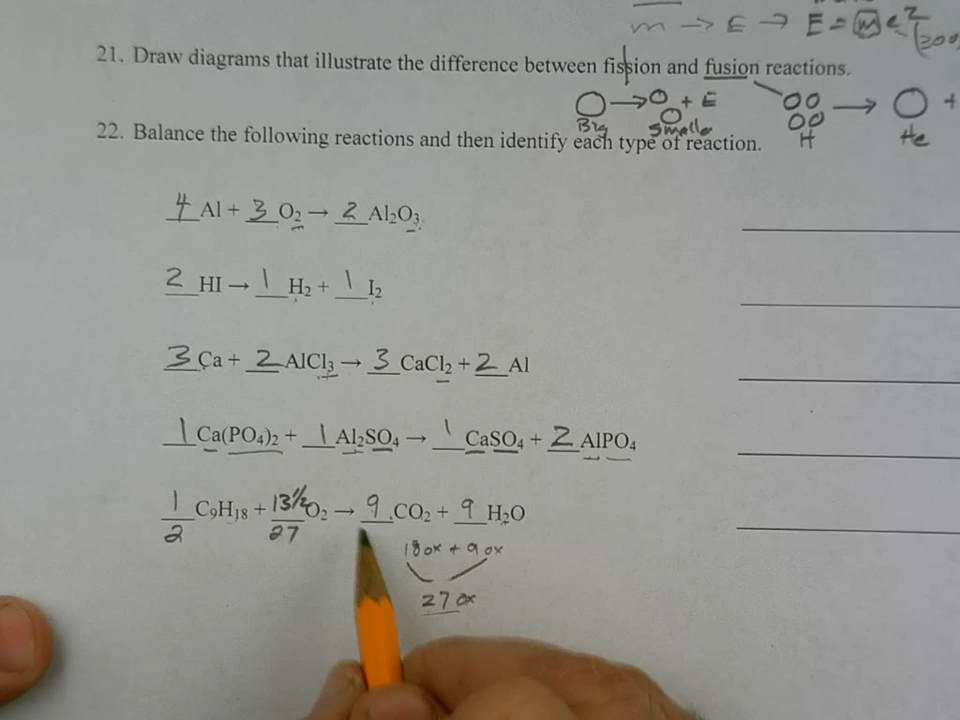 m → E → E = mc²
21. Draw diagrams that illustrate the difference between fission and fusion reactions.
O → O + E
Big
H
He
22. Balance the following reactions and then identify each type of reaction.
4 Al + 3 O₂ → 2 Al₂O₃
2 HI → 1 H₂ + 1 I₂
3 Ca + 2 AlCl₃ → 3 CaCl₂ + 2 Al
1 Ca(PO₄)₂ + 1 Al₂SO₄ → 1 CaSO₄ + 2 AlPO₄
1 C₉H₁₈ + 13½ O₂ → 9 CO₂ + 9 H₂O
2 27
18 ox + 9 ox
27 ox